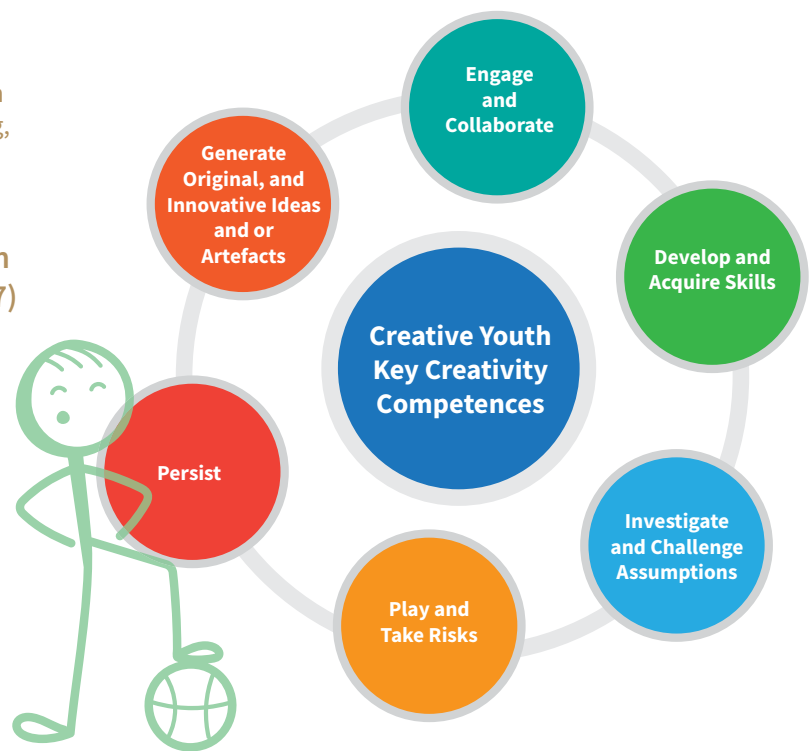 Engage
and
Collaborate
Generate
Original, and
Innovative Ideas
and or
Artefacts
Develop and
Acquire Skills
Creative Youth
Key Creativity
Competences
Persist
Investigate
and Challenge
Assumptions
Play and
Take Risks
7)